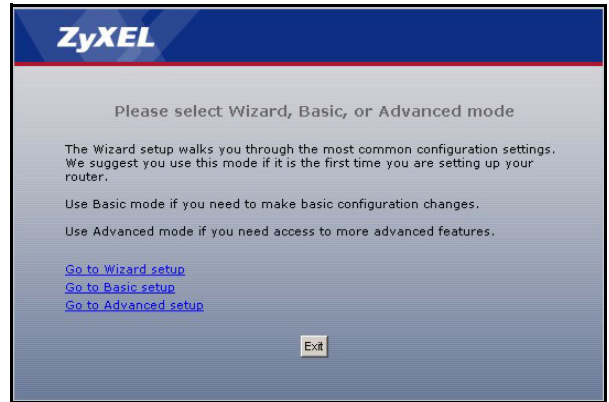 ZyXEL
Please select Wizard, Basic, or Advanced mode
The Wizard setup walks you through the most common configuration settings.
We suggest you use this mode if it is the first time you are setting up your
router.
Use Basic mode if you need to make basic configuration changes.
Use Advanced mode if you need access to more advanced features.
Go to Wizard setup
Go to Basic setup
Go to Advanced setup
Exit